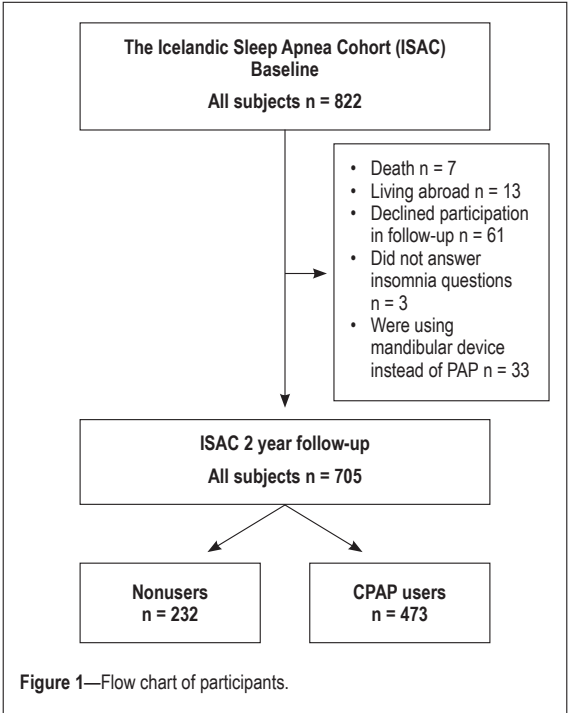 The Icelandic Sleep Apnea Cohort (ISAC)
Baseline
All subjects n = 822
• Death n = 7
• Living abroad n = 13
• Declined participation
in follow-up n = 61
• Did not answer
insomnia questions
n = 3
• Were using
mandibular device
instead of PAP n = 33
ISAC 2 year follow-up
All subjects n = 705
Nonusers
n = 232
CPAP users
n = 473
Figure 1—Flow chart of participants.